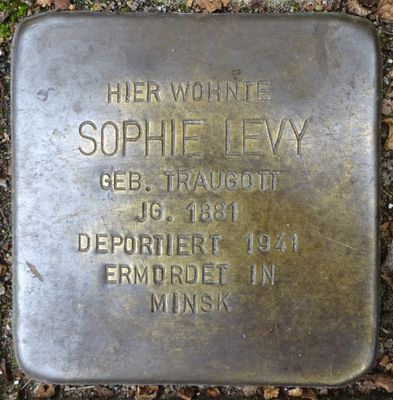 HIER WOHNTE
SOPHIE LEVY
GEB. TRAUGOTT
JG. 1881
DEPORTIERT 1941
ERMORDET IN
MINSK